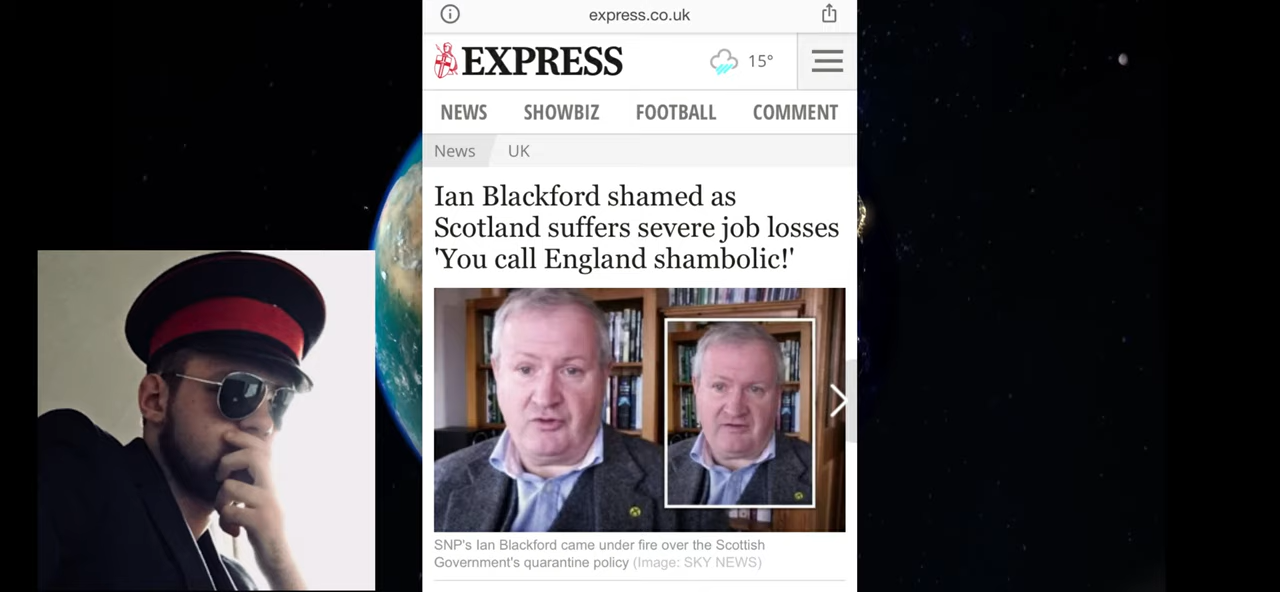 express.co.uk
EXPRESS
15°
NEWS SHOWBIZ FOOTBALL COMMENT
News UK
Ian Blackford shamed as
Scotland suffers severe job losses
'You call England shambolic!'
SNP's Ian Blackford came under fire over the Scottish
Government's quarantine policy (Image: SKY NEWS)